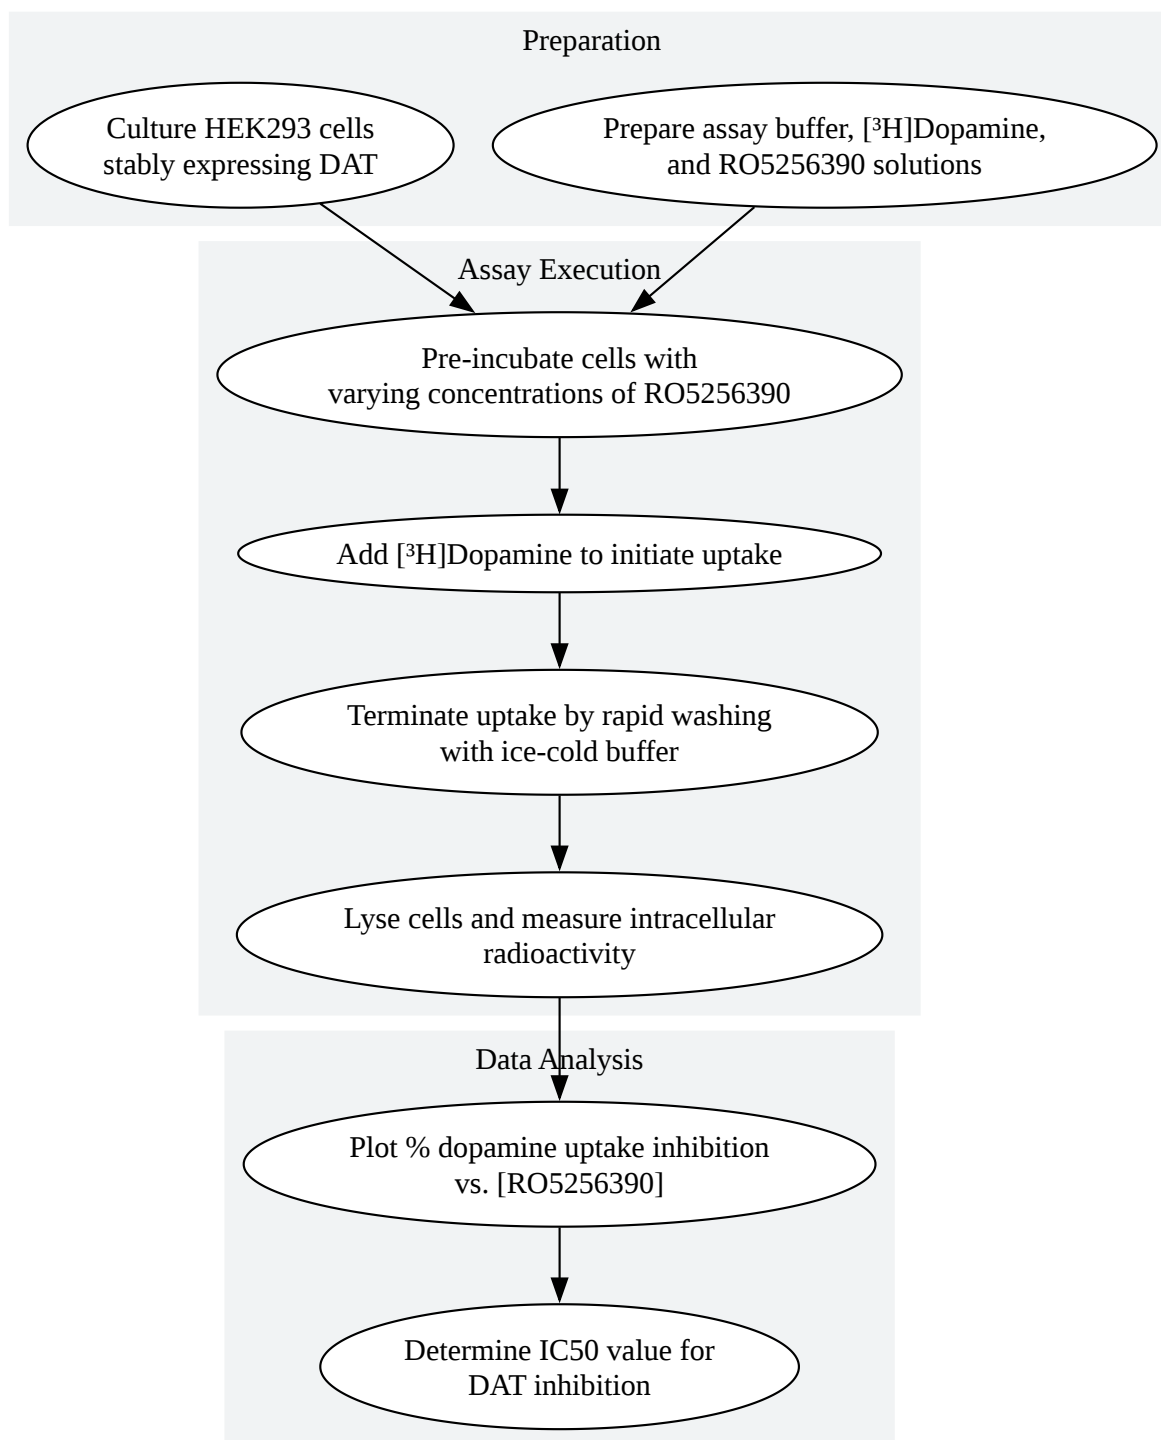 Preparation
Culture HEK293 cells
stably expressing DAT
Prepare assay buffer, [³H]Dopamine,
and RO5256390 solutions
Assay Execution
Pre-incubate cells with
varying concentrations of RO5256390
Add [³H]Dopamine to initiate uptake
Terminate uptake by rapid washing
with ice-cold buffer
Lyse cells and measure intracellular
radioactivity
Data Analysis
Plot % dopamine uptake inhibition
vs. [RO5256390]
Determine IC50 value for
DAT inhibition